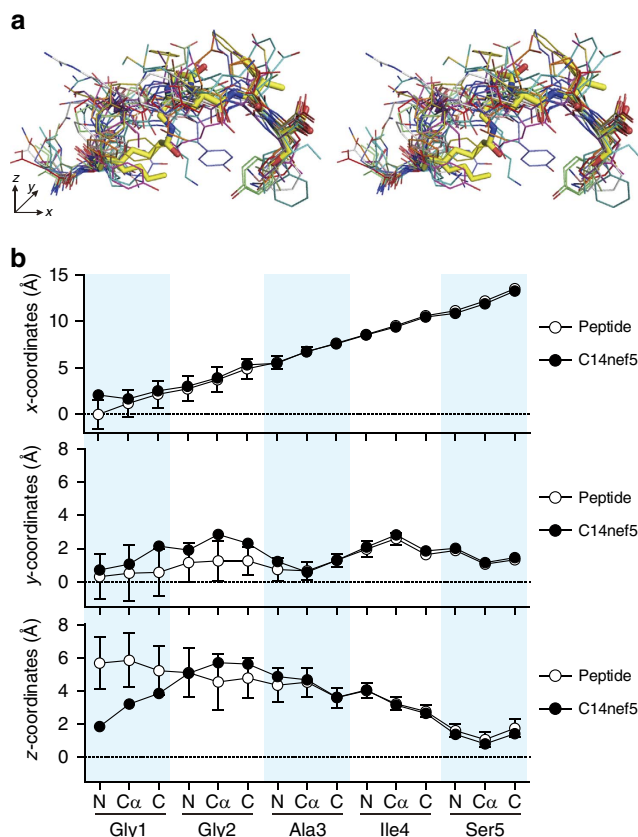 a
z
y
x
b
x-coordinates (Å)
15
10
5
0
Peptide
C14nef5
y-coordinates (Å)
8
6
4
2
0
Peptide
C14nef5
z-coordinates (Å)
8
6
4
2
0
Peptide
C14nef5
N Cα C N Cα C N Cα C N Cα C N Cα C
Gly1 Gly2 Ala3 Ile4 Ser5